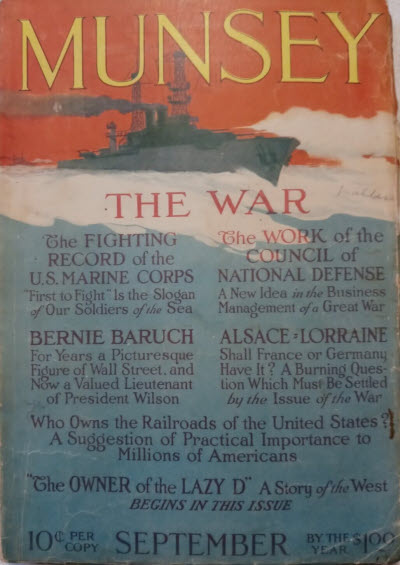 MUNSEY
THE WAR
The FIGHTING
RECORD of the
U.S. MARINE CORPS
"First to Fight" Is the Slogan
of Our Soldiers of the Sea
The WORK of the
COUNCIL of
NATIONAL DEFENSE
A New Idea in the Business
Management of a Great War
BERNIE BARUCH
For Years a Picturesque
Figure of Wall Street, and
Now a Valued Lieutenant
of President Wilson
ALSACE=LORRAINE
Shall France or Germany
Have It? A Burning Ques-
tion Which Must Be Settled
by the Issue of the War
Who Owns the Railroads of the United States?
A Suggestion of Practical Importance to
Millions of Americans
"The OWNER of the LAZY D" A Story of the West
BEGINS IN THIS ISSUE
10¢ PER
COPY
SEPTEMBER
BY THE
YEAR
$1.00